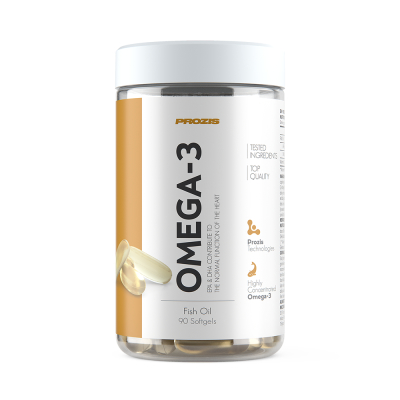 PROZIS
OMEGA-3
EPA & DHA CONTRIBUTE TO
THE NORMAL FUNCTION OF THE HEART
TESTED
INGREDIENTS
TOP
QUALITY
Prozis
Technologies
Highly
Concentrated
Omega-3
Fish Oil
90 Softgels